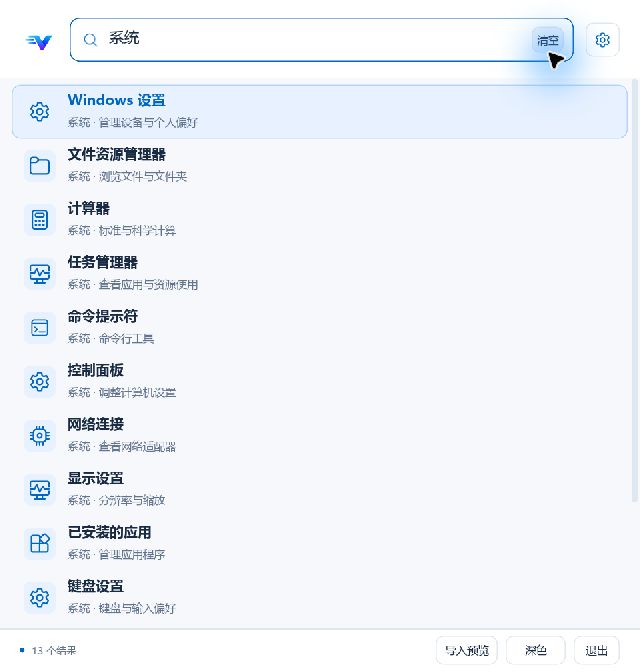 系统
清空
Windows 设置
系统 · 管理设备与个人偏好
文件资源管理器
系统 · 浏览文件与文件夹
计算器
系统 · 标准与科学计算
任务管理器
系统 · 查看应用与资源使用
命令提示符
系统 · 命令行工具
控制面板
系统 · 调整计算机设置
网络连接
系统 · 查看网络适配器
显示设置
系统 · 分辨率与缩放
已安装的应用
系统 · 管理应用程序
键盘设置
系统 · 键盘与输入偏好
13 个结果
导入预览
深色
退出